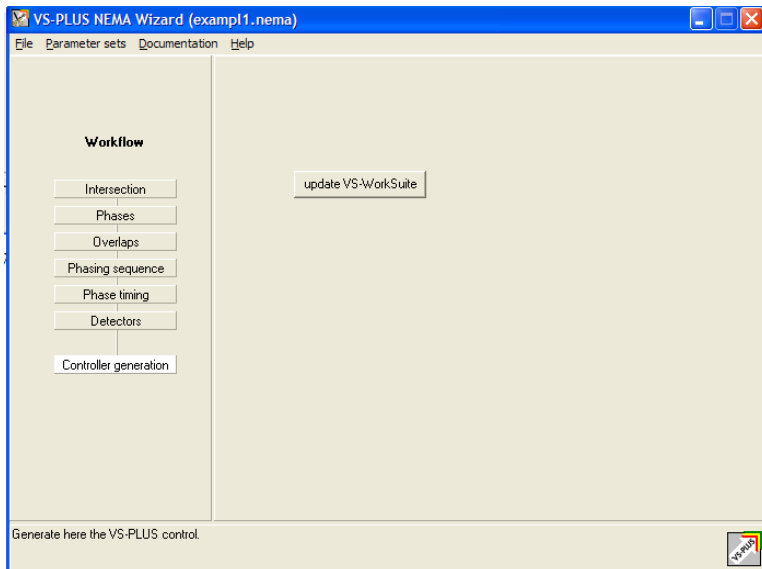 VS-PLUS NEMA Wizard (exampl1.nema)
File Parameter sets Documentation Help
Workflow
Intersection
Phases
Overlaps
Phasing sequence
Phase timing
Detectors
Controller generation
update VS-WorkSuite
Generate here the VS-PLUS control.
VS-PLUS